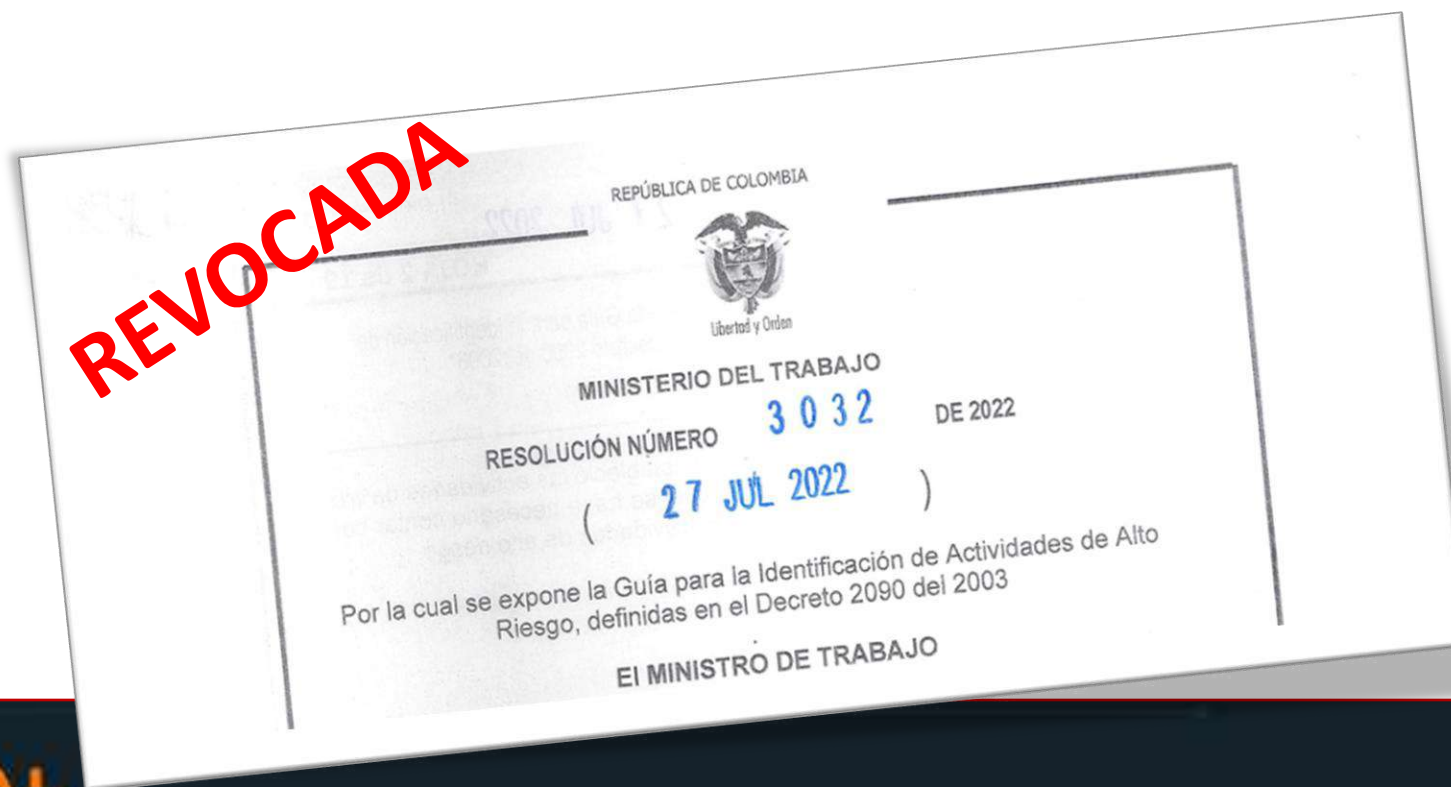 REVOCADA
REPÚBLICA DE COLOMBIA
Libertad y Orden
MINISTERIO DEL TRABAJO
RESOLUCIÓN NÚMERO 3032 DE 2022
( 27 JUL 2022 )
Por la cual se expone la Guía para la Identificación de Actividades de Alto
Riesgo, definidas en el Decreto 2090 del 2003
El MINISTRO DE TRABAJO